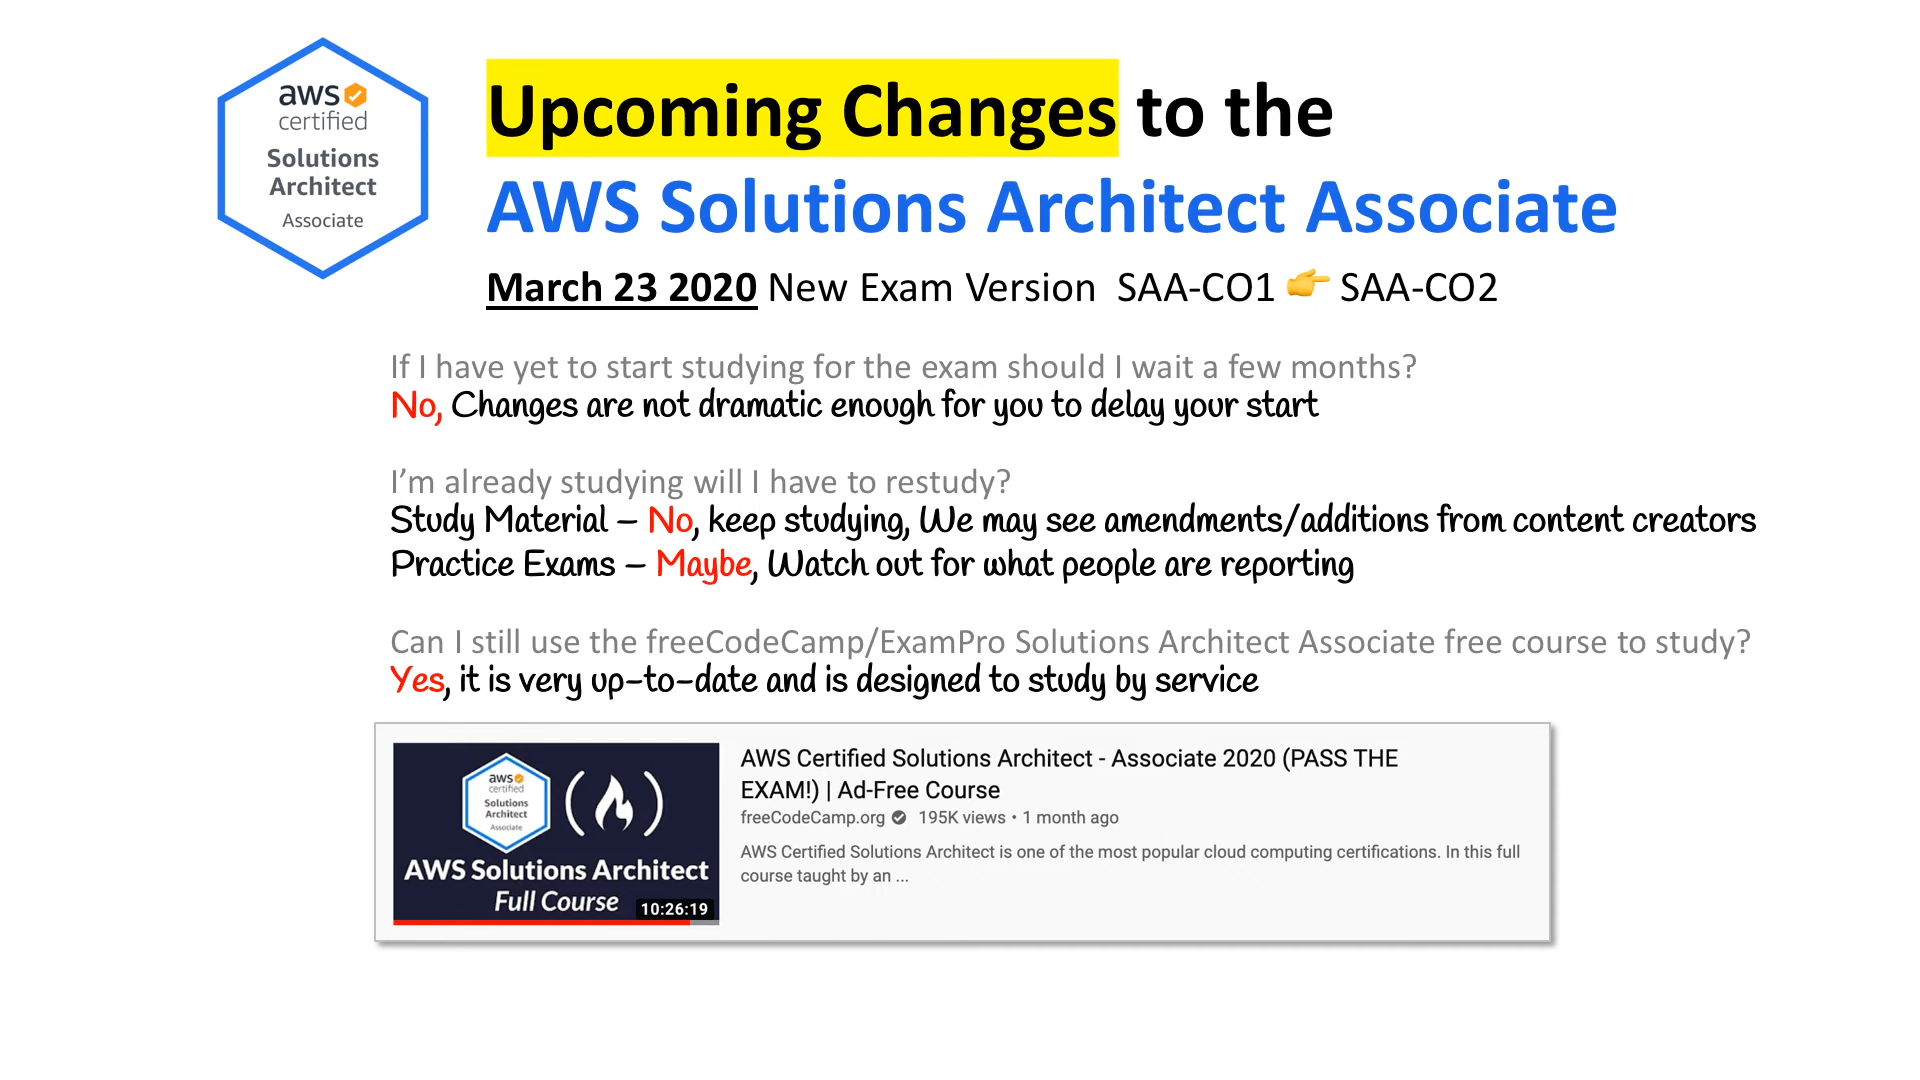 aws
certified
Solutions
Architect
Associate
Upcoming Changes to the
AWS Solutions Architect Associate
March 23 2020 New Exam Version SAA-CO1 👉 SAA-CO2
If I have yet to start studying for the exam should I wait a few months?
No, Changes are not dramatic enough for you to delay your start
I’m already studying will I have to restudy?
Study Material – No, keep studying, We may see amendments/additions from content creators
Practice Exams – Maybe, Watch out for what people are reporting
Can I still use the freeCodeCamp/ExamPro Solutions Architect Associate free course to study?
Yes, it is very up-to-date and is designed to study by service
aws
certified
Solutions
Architect
Associate
AWS Solutions Architect
Full Course
10:26:19
AWS Certified Solutions Architect - Associate 2020 (PASS THE
EXAM!) | Ad-Free Course
freeCodeCamp.org 195K views • 1 month ago
AWS Certified Solutions Architect is one of the most popular cloud computing certifications. In this full
course taught by an ...